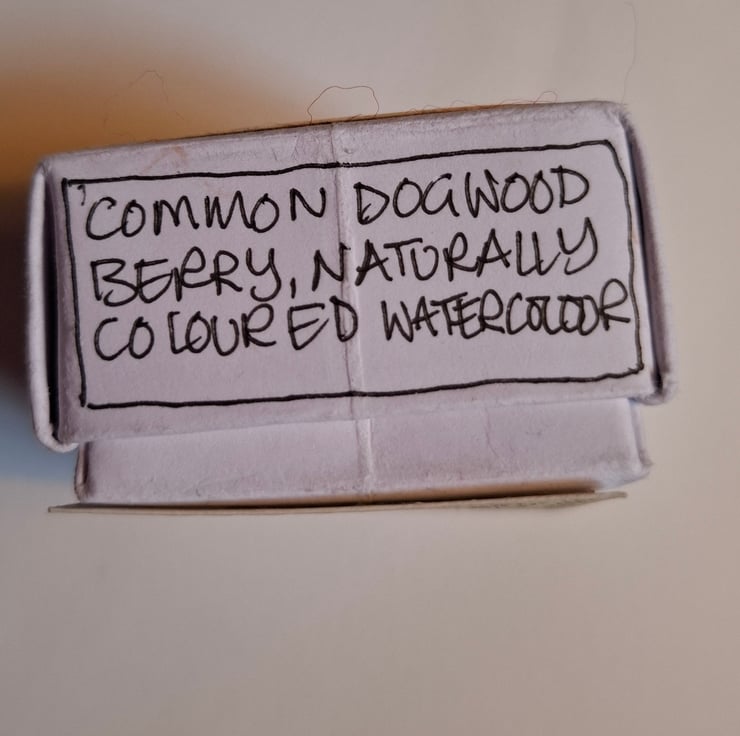 COMMON DOGWOOD
BERRY, NATURALLY
COLOURED WATERCOLOUR